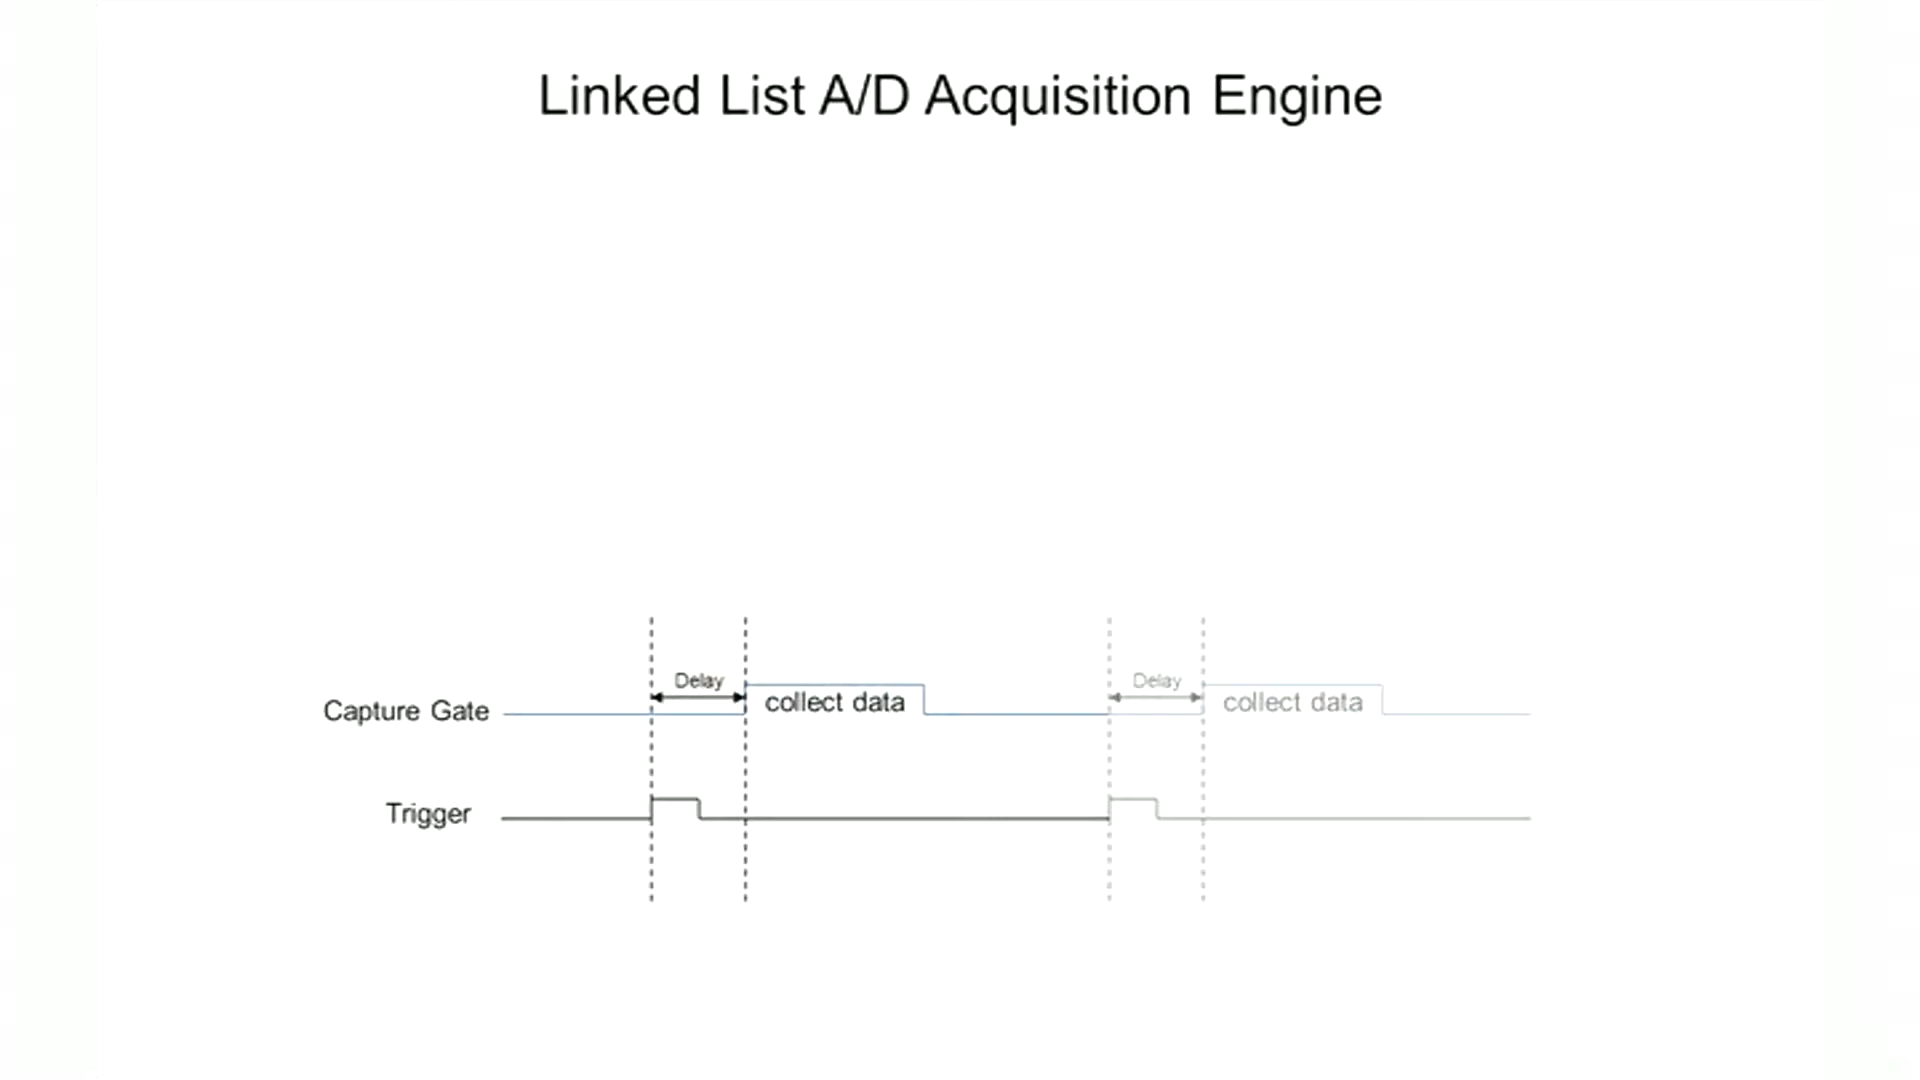 Linked List A/D Acquisition Engine
Delay
Delay
Capture Gate
collect data
collect data
Trigger